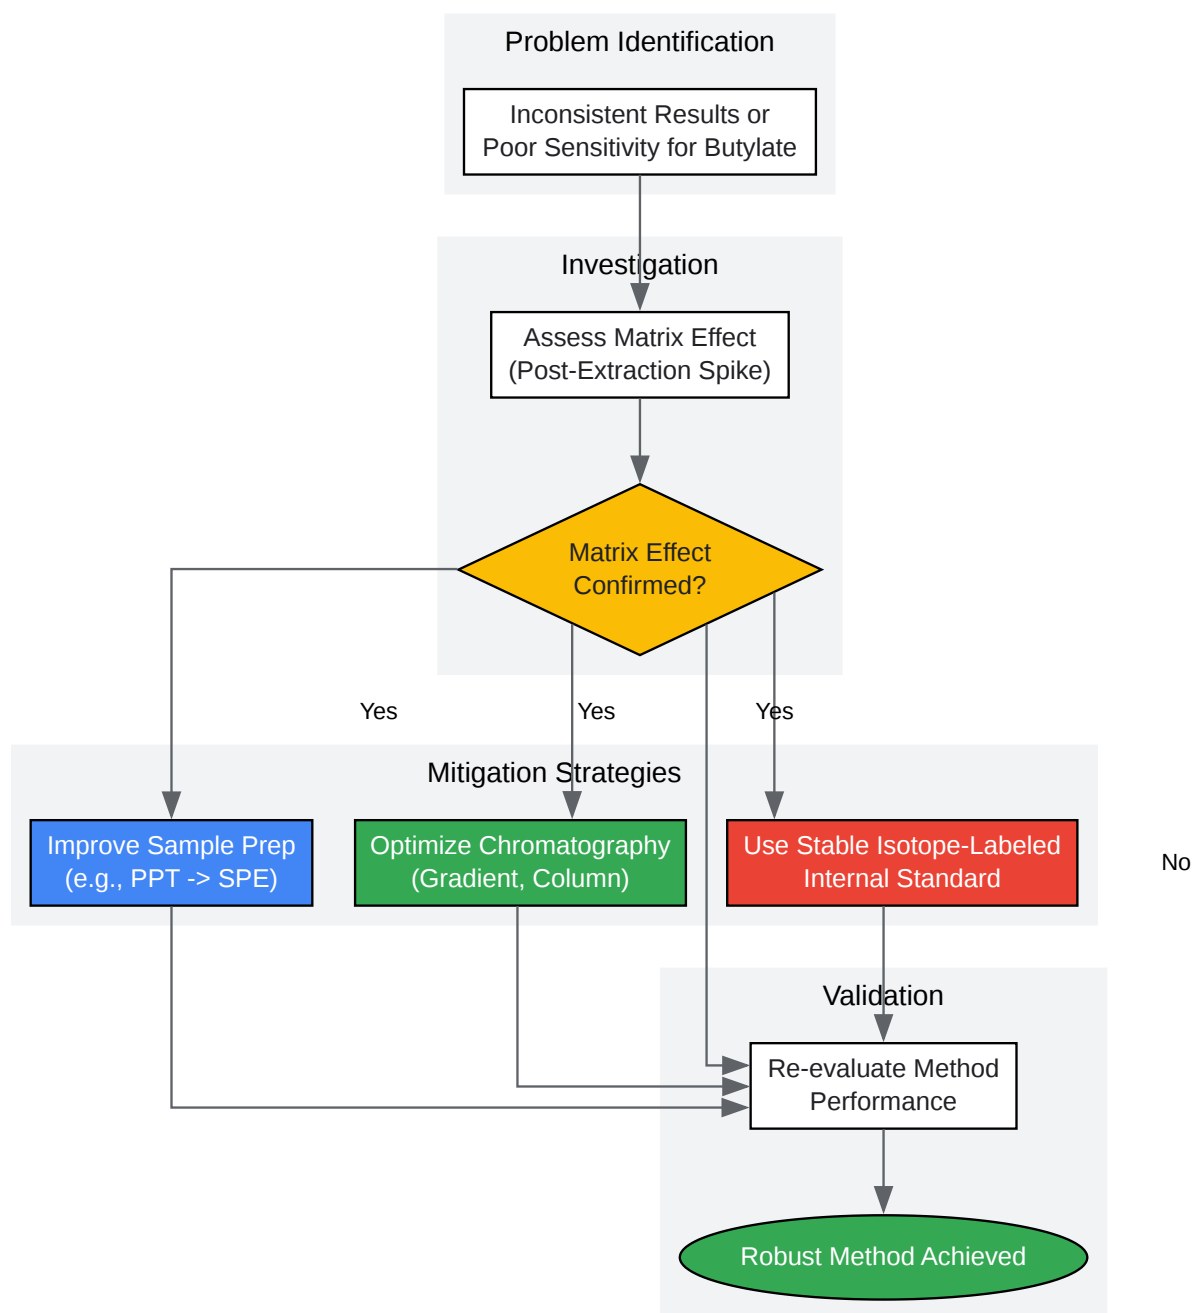 Problem Identification
Inconsistent Results or
Poor Sensitivity for Butylate
Investigation
Assess Matrix Effect
(Post-Extraction Spike)
Matrix Effect
Confirmed?
Yes
Yes
Yes
Mitigation Strategies
Improve Sample Prep
(e.g., PPT -> SPE)
Optimize Chromatography
(Gradient, Column)
Use Stable Isotope-Labeled
Internal Standard
No
Validation
Re-evaluate Method
Performance
Robust Method Achieved